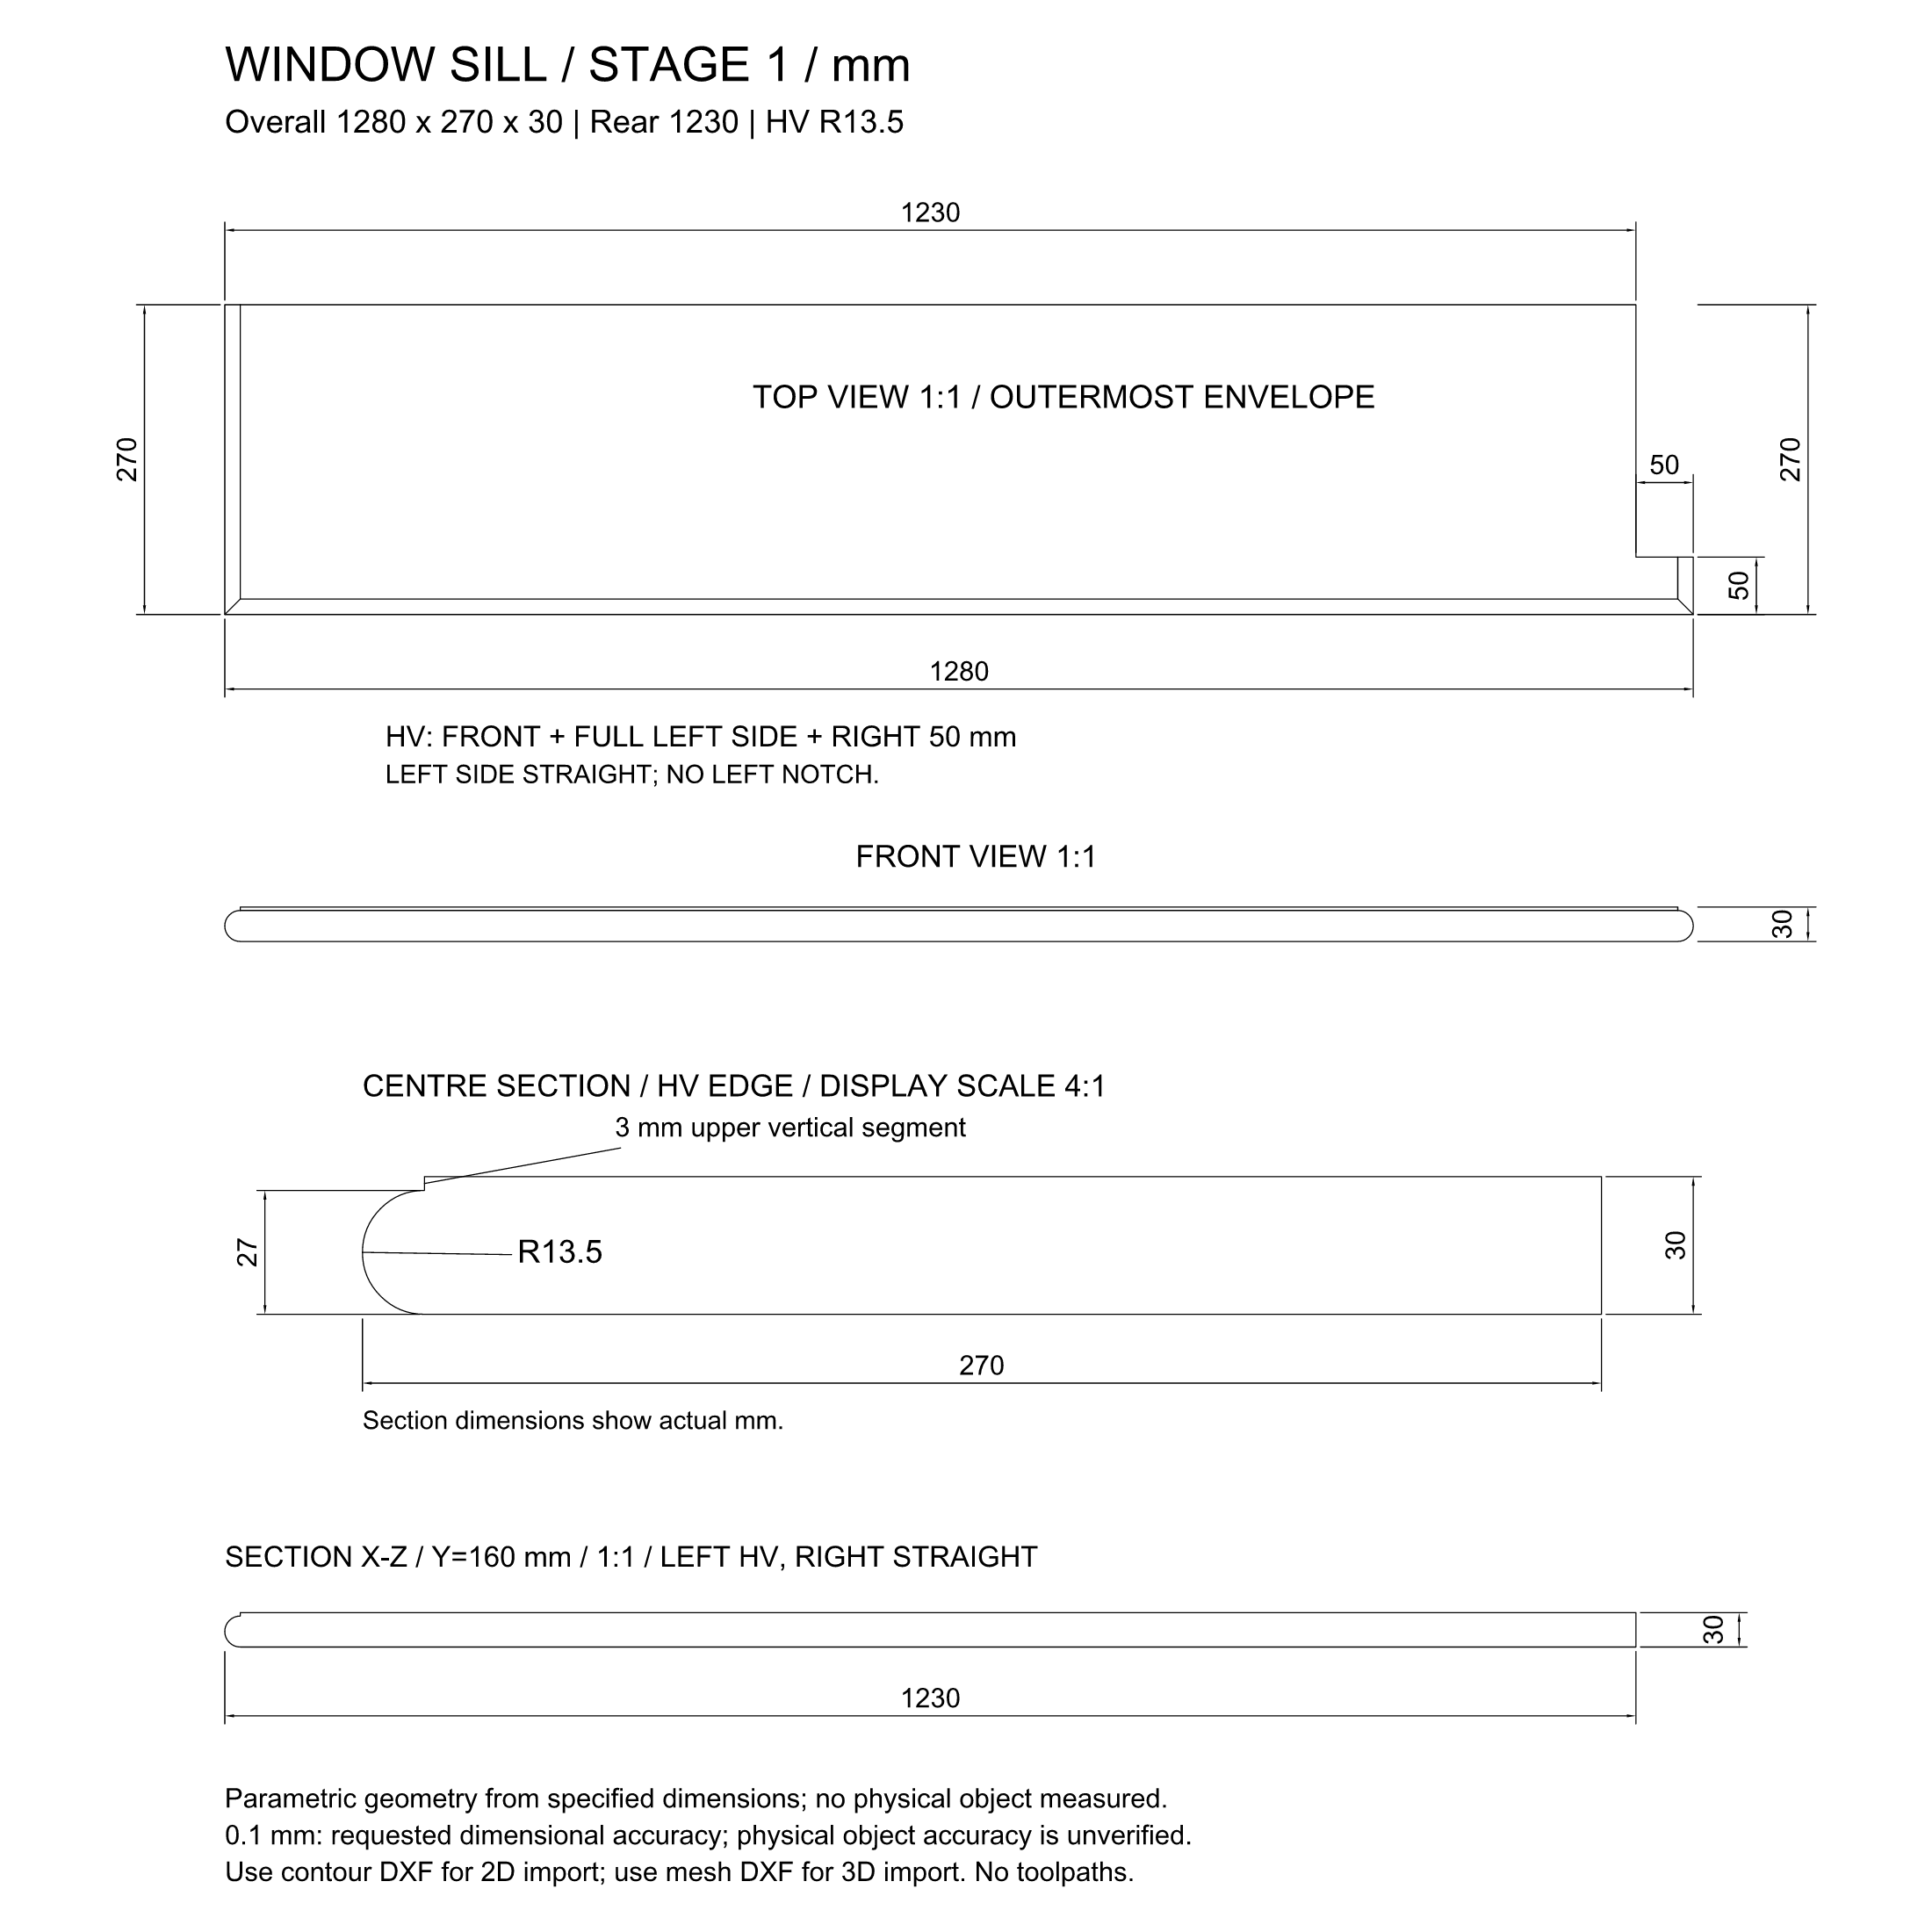 WINDOW SILL / STAGE 1 / mm
Overall 1280 x 270 x 30 | Rear 1230 | HV R13.5
1230
TOP VIEW 1:1 / OUTERMOST ENVELOPE
270
50
270
50
1280
HV: FRONT + FULL LEFT SIDE + RIGHT 50 mm
LEFT SIDE STRAIGHT; NO LEFT NOTCH.
FRONT VIEW 1:1
30
CENTRE SECTION / HV EDGE / DISPLAY SCALE 4:1
3 mm upper vertical segment
27
R13.5
30
270
Section dimensions show actual mm.
SECTION X-Z / Y=160 mm / 1:1 / LEFT HV, RIGHT STRAIGHT
30
1230
Parametric geometry from specified dimensions; no physical object measured.
0.1 mm: requested dimensional accuracy; physical object accuracy is unverified.
Use contour DXF for 2D import; use mesh DXF for 3D import. No toolpaths.